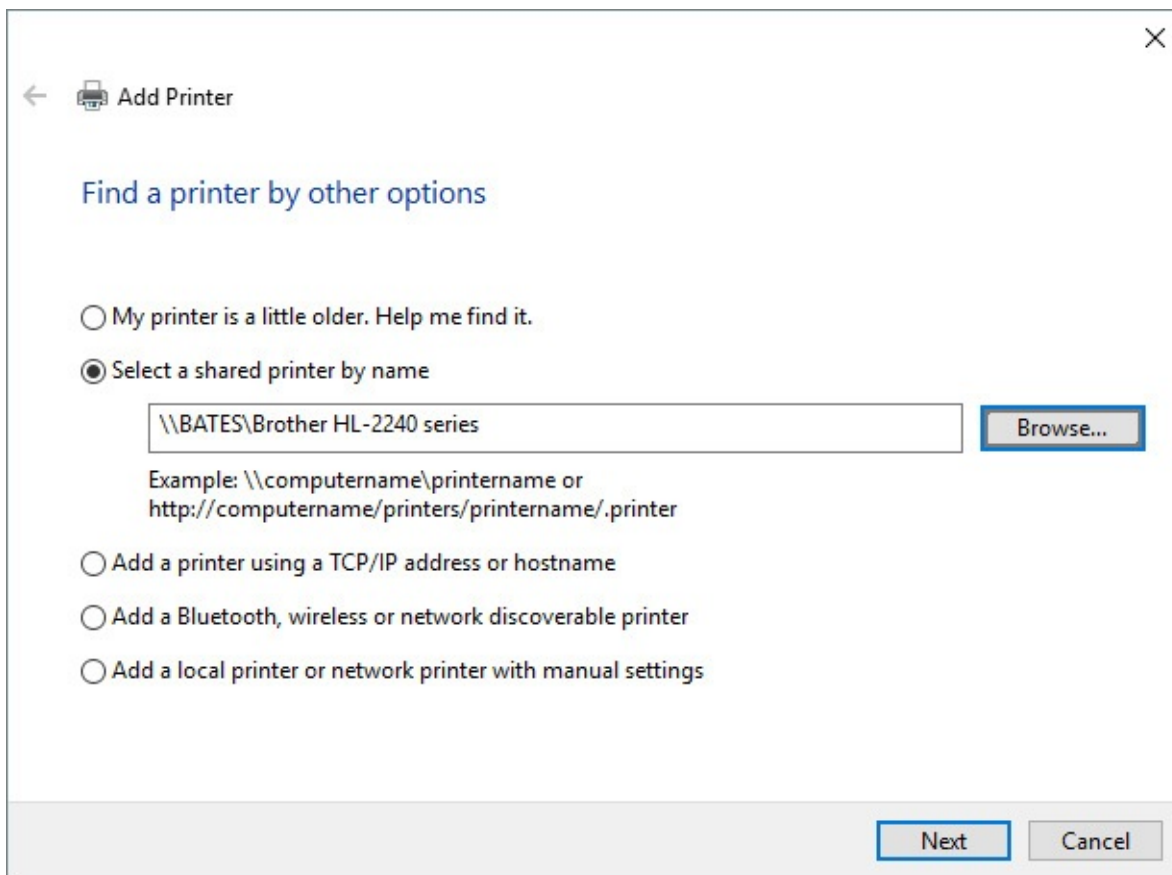 Add Printer
Find a printer by other options
My printer is a little older. Help me find it.
Select a shared printer by name
\\BATES\Brother HL-2240 series
Browse...
Example: \\computername\printername or
http://computername/printers/printername/.printer
Add a printer using a TCP/IP address or hostname
Add a Bluetooth, wireless or network discoverable printer
Add a local printer or network printer with manual settings
Next
Cancel